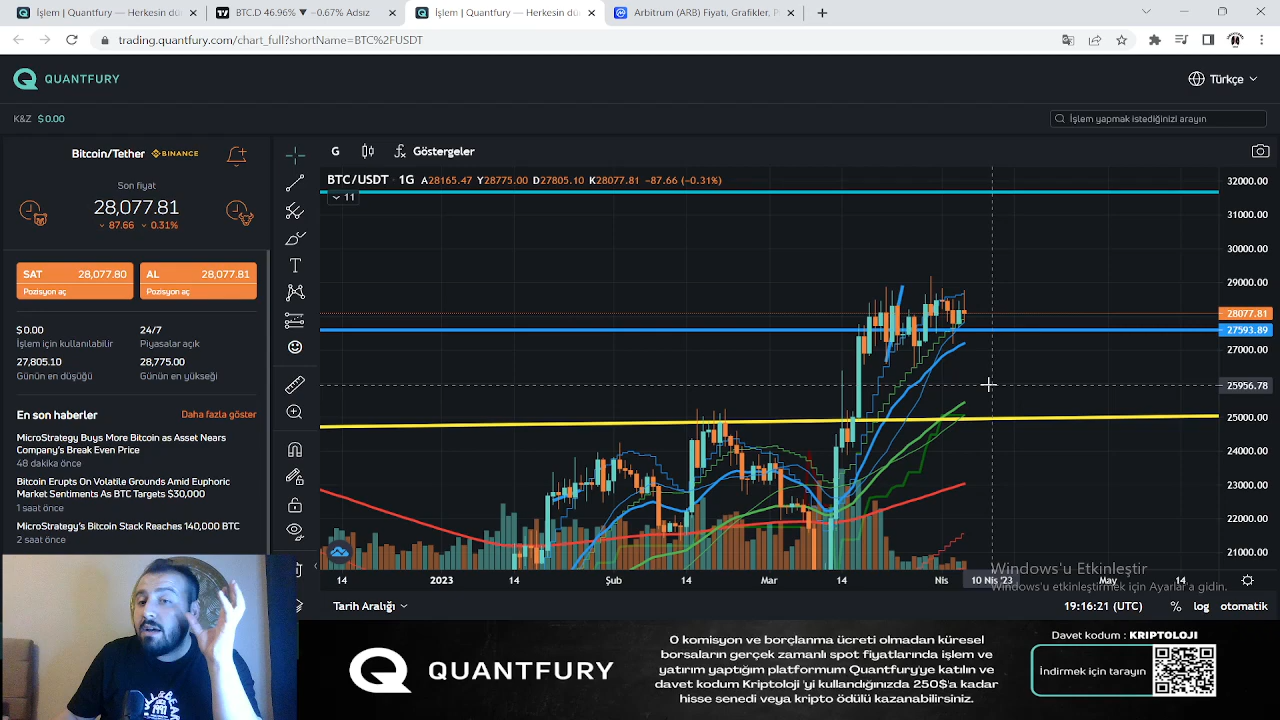 İşlem | Quantfury — Herkesin dü
BTC.D 46.96% ▼ −0.67% Adsız
İşlem | Quantfury — Herkesin dü
Arbitrum (ARB) Fiyatı, Grafikler, P
trading.quantfury.com/chart_full?shortName=BTC%2FUSDT
QUANTFURY
Türkçe
K&Z $0.00
İşlem yapmak istediğinizi arayın
Bitcoin/Tether BINANCE
Son fiyat
28,077.81
87.66 0.31%
SAT 28,077.80
Pozisyon aç
AL 28,077.81
Pozisyon aç
$0.00
İşlem için kullanılabilir
24/7
Piyasalar açık
27,805.10
Günün en düşüğü
28,775.00
Günün en yükseği
En son haberler
Daha fazla göster
MicroStrategy Buys More Bitcoin as Asset Nears
Company's Break Even Price
48 dakika önce
Bitcoin Ends On Volatile Grounds Amid Euphoric
Market Sentiments As BTC Targets $30,000
1 saat önce
MicroStrategy's Bitcoin Stack Reaches 140,000 BTC
2 saat önce
G
Göstergeler
BTC/USDT · 1G A28165.47 Y28775.00 D27805.10 K28077.81 −87.66 (−0.31%)
11
32000.00
31000.00
30000.00
29000.00
28077.81
27593.89
27000.00
25956.78
25000.00
24000.00
23000.00
22000.00
21000.00
14 2023 14 Şub 14 Mar 14 Nis 10 Nis '23 May 14
Windows'u Etkinleştir
Windows'u etkinleştirmek için Ayarlar'a gidin.
Tarih Aralığı
19:16:21 (UTC)
% log otomatik
QUANTFURY
0 komisyon ve borçlanma ücreti olmadan küresel
borsaların gerçek zamanlı spot fiyatlarında işlem ve
yatırım yaptığım platformum Quantfury'ye katılın ve
davet kodum Kriptoloji 'yi kullandığınızda 250$'a kadar
hisse senedi veya kripto ödülü kazanabilirsiniz.
Davet kodum : KRIPTOLOJI
İndirmek için tarayın